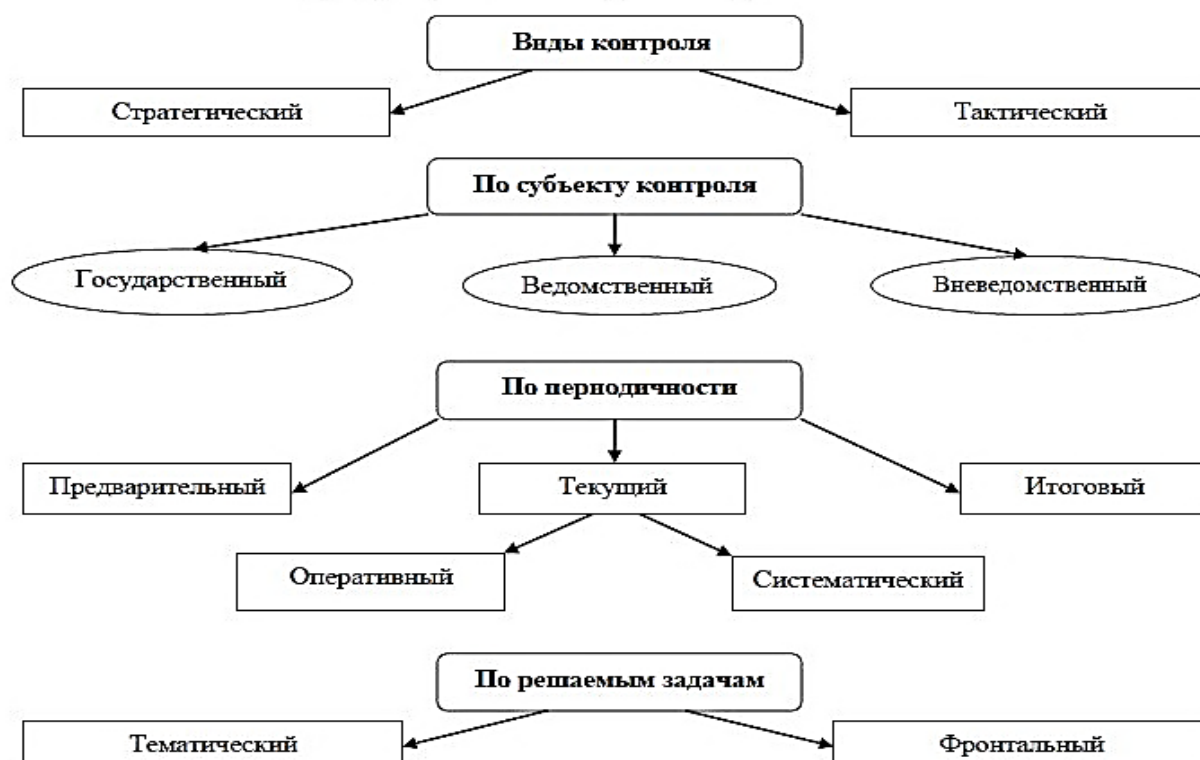 Виды контроля
Стратегический
Тактический
По субъекту контроля
Государственный
Ведомственный
Вневедомственный
По периодичности
Предварительный
Текущий
Итоговый
Оперативный
Систематический
По решаемым задачам
Тематический
Фронтальный